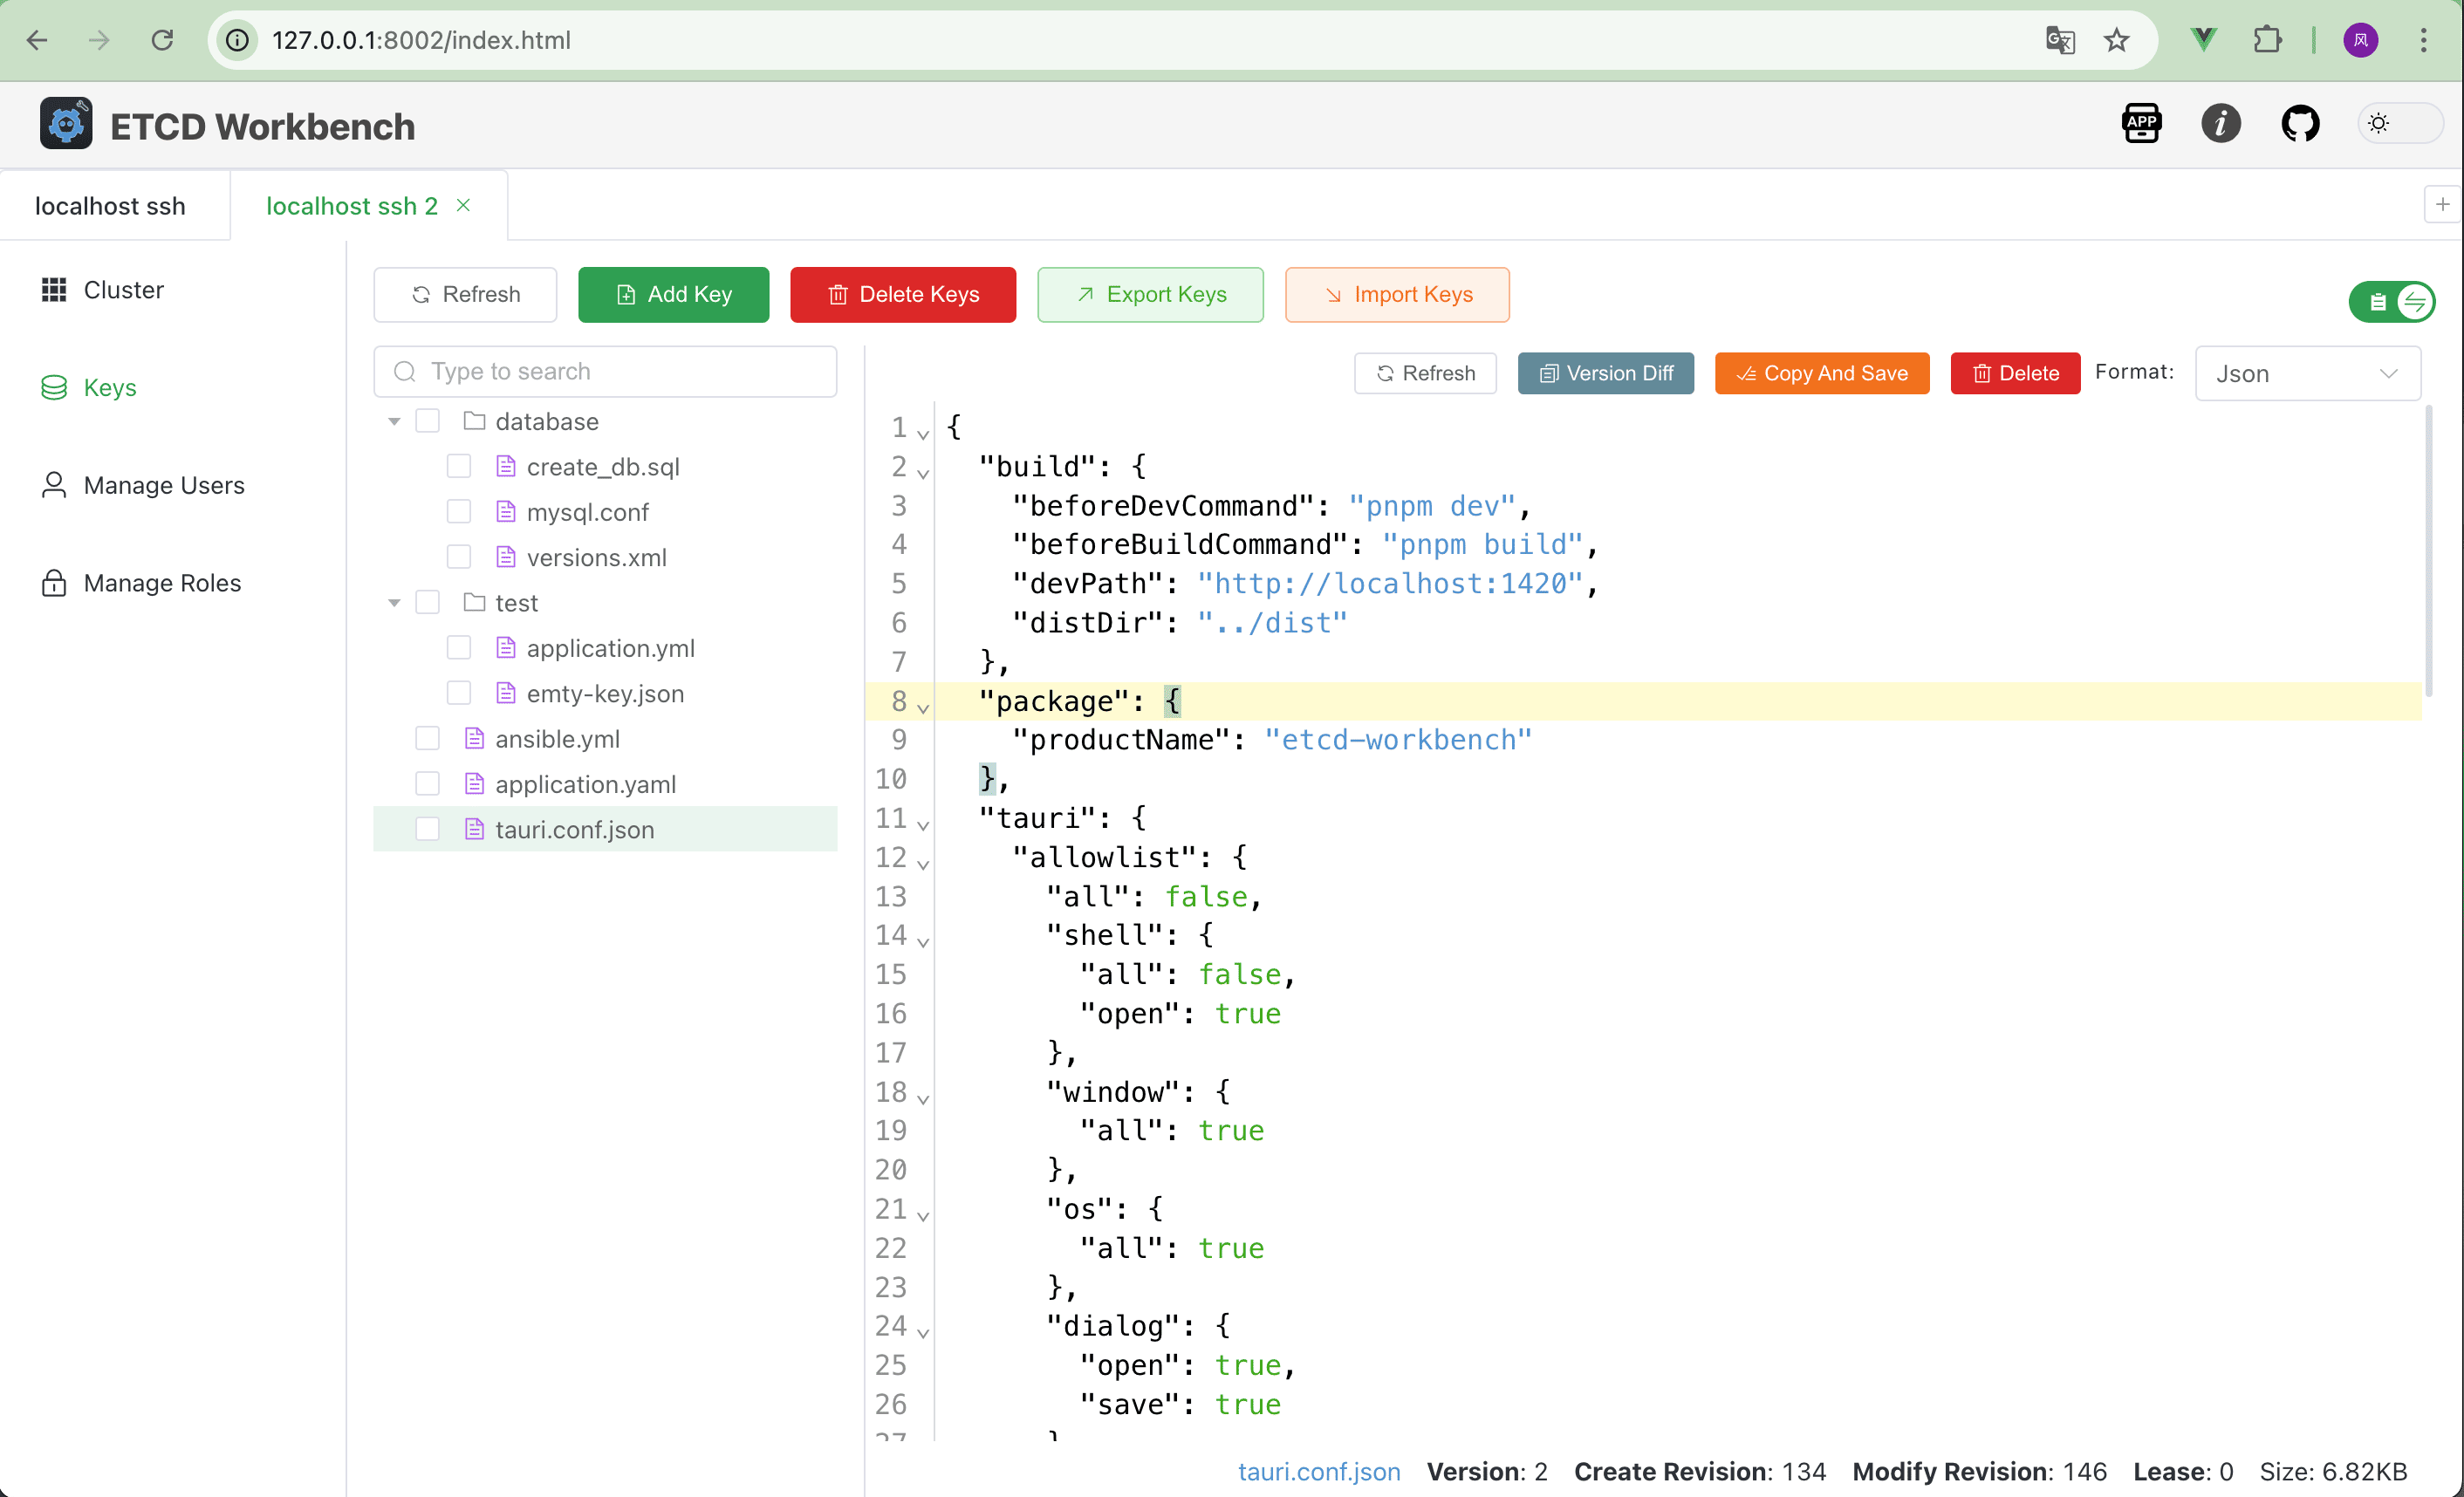 127.0.0.1:8002/index.html
风
ETCD Workbench
APP
localhost ssh
localhost ssh 2
Cluster
Keys
Manage Users
Manage Roles
Refresh
Add Key
Delete Keys
Export Keys
Import Keys
Type to search
database
create_db.sql
mysql.conf
versions.xml
test
application.yml
emty-key.json
ansible.yml
application.yaml
tauri.conf.json
Refresh
Version Diff
Copy And Save
Delete
Format:
Json
1 {
2 "build": {
3 "beforeDevCommand": "pnpm dev",
4 "beforeBuildCommand": "pnpm build",
5 "devPath": "http://localhost:1420",
6 "distDir": "../dist"
7 },
8 "package": {
9 "productName": "etcd-workbench"
10 },
11 "tauri": {
12 "allowlist": {
13 "all": false,
14 "shell": {
15 "all": false,
16 "open": true
17 },
18 "window": {
19 "all": true
20 },
21 "os": {
22 "all": true
23 },
24 "dialog": {
25 "open": true,
26 "save": true
27 }
tauri.conf.json Version: 2 Create Revision: 134 Modify Revision: 146 Lease: 0 Size: 6.82KB